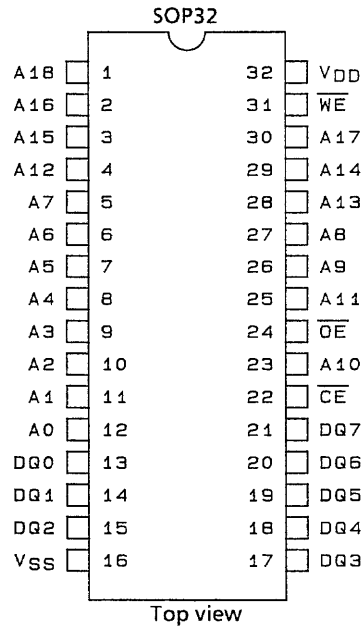 SOP32
A18 1 32 VDD
A16 2 31 W̅E̅
A15 3 30 A17
A12 4 29 A14
A7 5 28 A13
A6 6 27 A8
A5 7 26 A9
A4 8 25 A11
A3 9 24 O̅E̅
A2 10 23 A10
A1 11 22 C̅E̅
A0 12 21 DQ7
DQ0 13 20 DQ6
DQ1 14 19 DQ5
DQ2 15 18 DQ4
VSS 16 17 DQ3
Top view